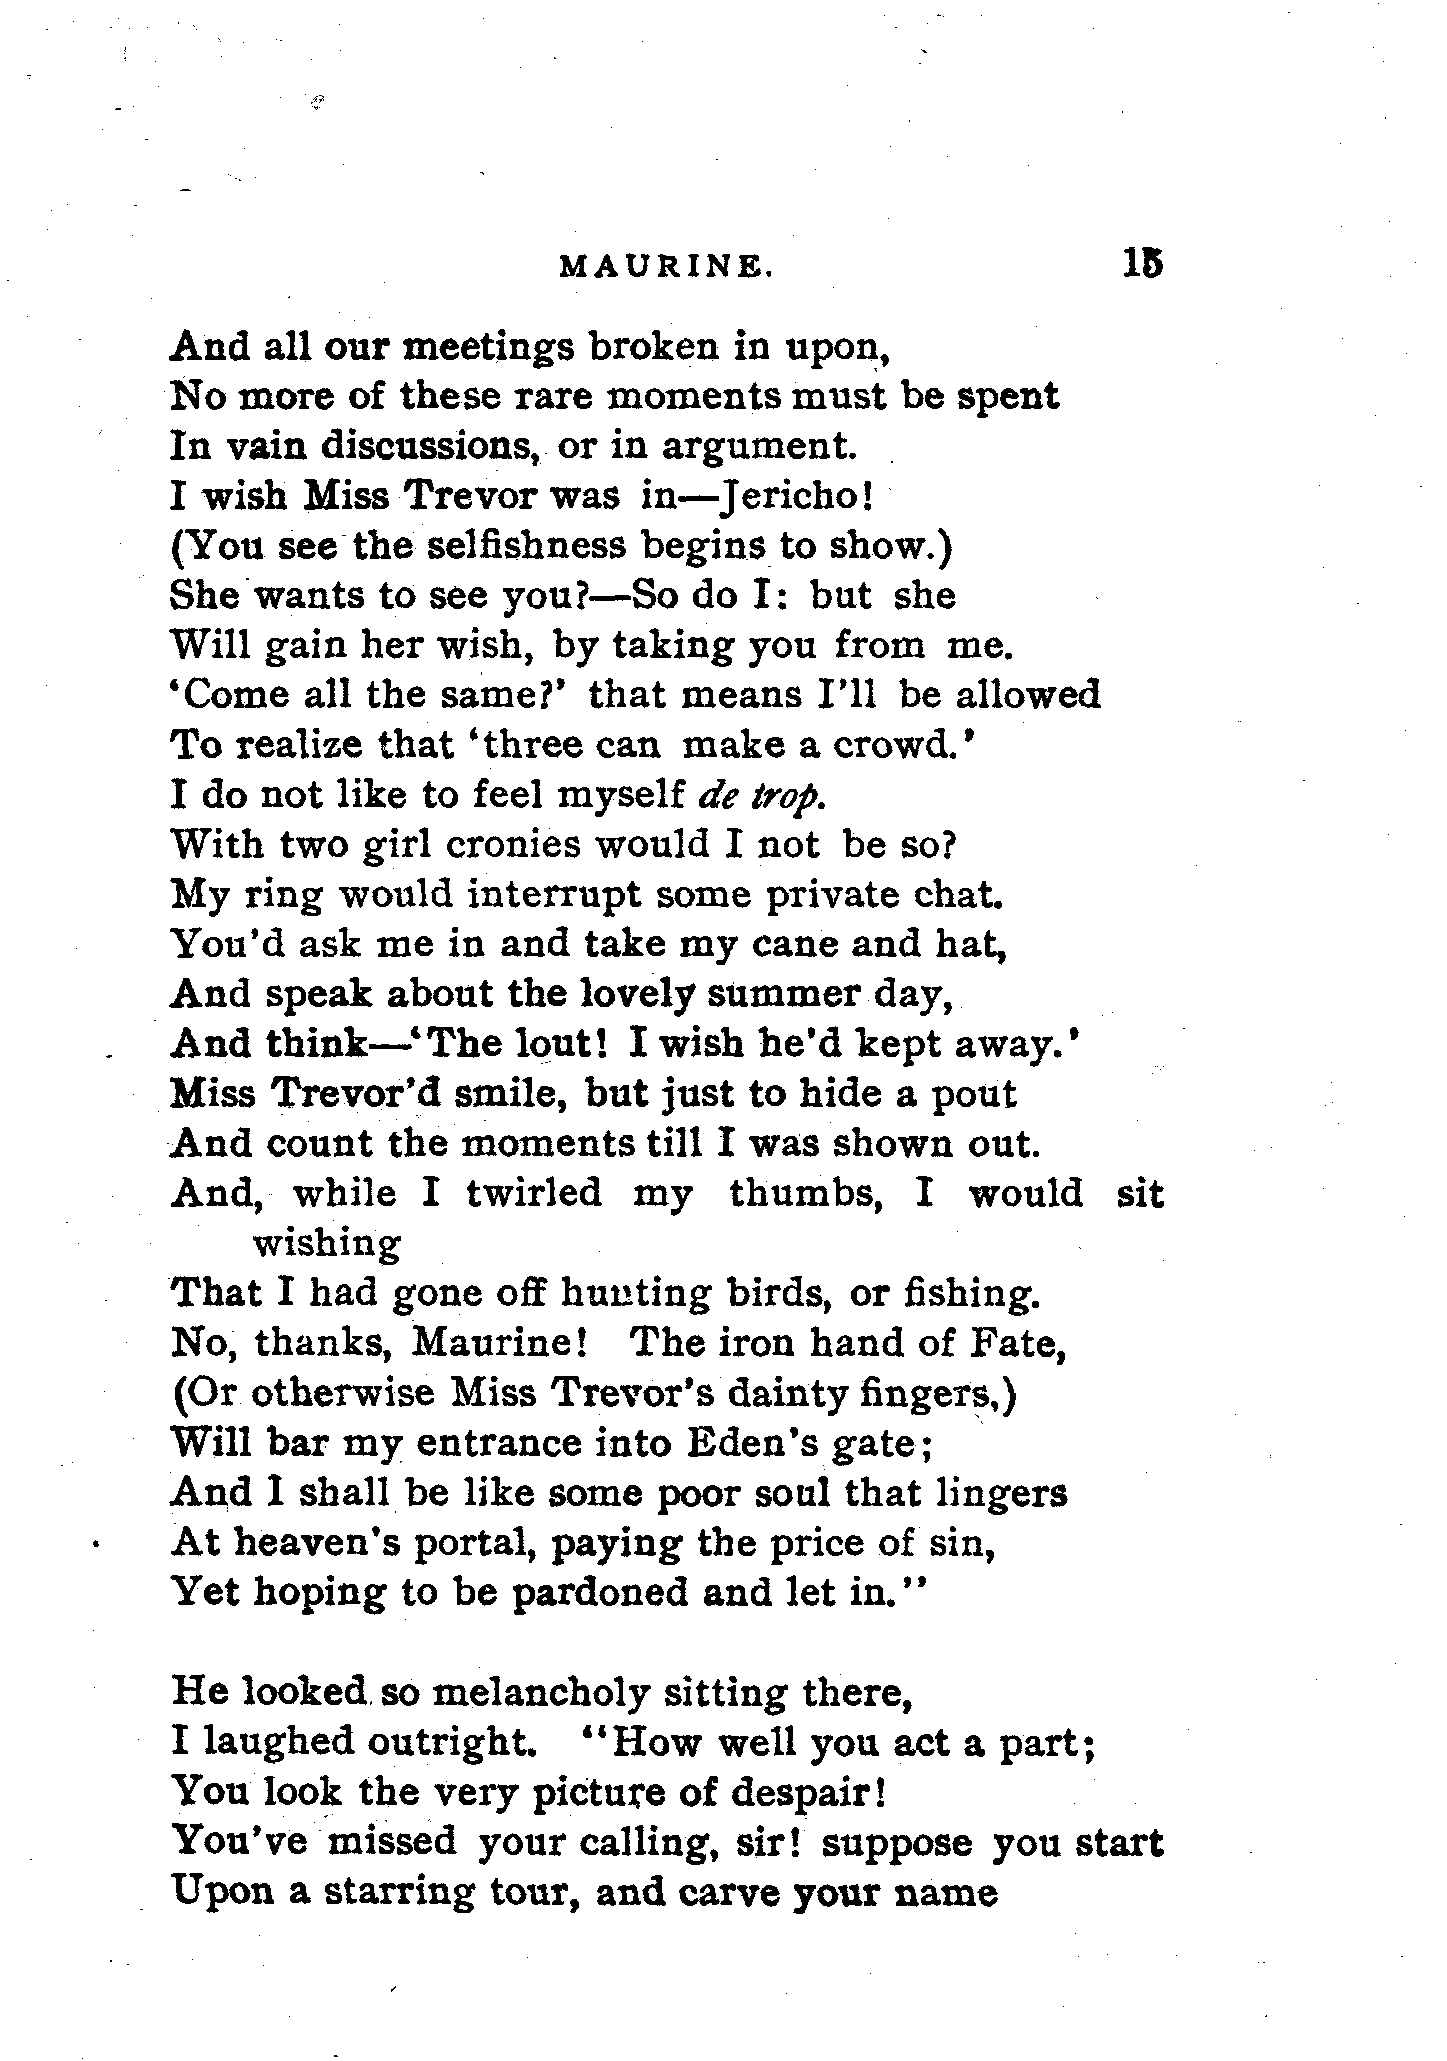 MAURINE. 15
And all our meetings broken in upon,
No more of these rare moments must be spent
In vain discussions, or in argument.
I wish Miss Trevor was in—Jericho!
(You see the selfishness begins to show.)
She wants to see you?—So do I: but she
Will gain her wish, by taking you from me.
‘Come all the same?’ that means I’ll be allowed
To realize that ‘three can make a crowd.’
I do not like to feel myself de trop.
With two girl cronies would I not be so?
My ring would interrupt some private chat.
You’d ask me in and take my cane and hat,
And speak about the lovely summer day,
And think—‘The lout! I wish he’d kept away.’
Miss Trevor’d smile, but just to hide a pout
And count the moments till I was shown out.
And, while I twirled my thumbs, I would sit
wishing
That I had gone off hunting birds, or fishing.
No, thanks, Maurine! The iron hand of Fate,
(Or otherwise Miss Trevor’s dainty fingers,)
Will bar my entrance into Eden’s gate;
And I shall be like some poor soul that lingers
At heaven’s portal, paying the price of sin,
Yet hoping to be pardoned and let in.”
He looked so melancholy sitting there,
I laughed outright. “How well you act a part;
You look the very picture of despair!
You’ve missed your calling, sir! suppose you start
Upon a starring tour, and carve your name